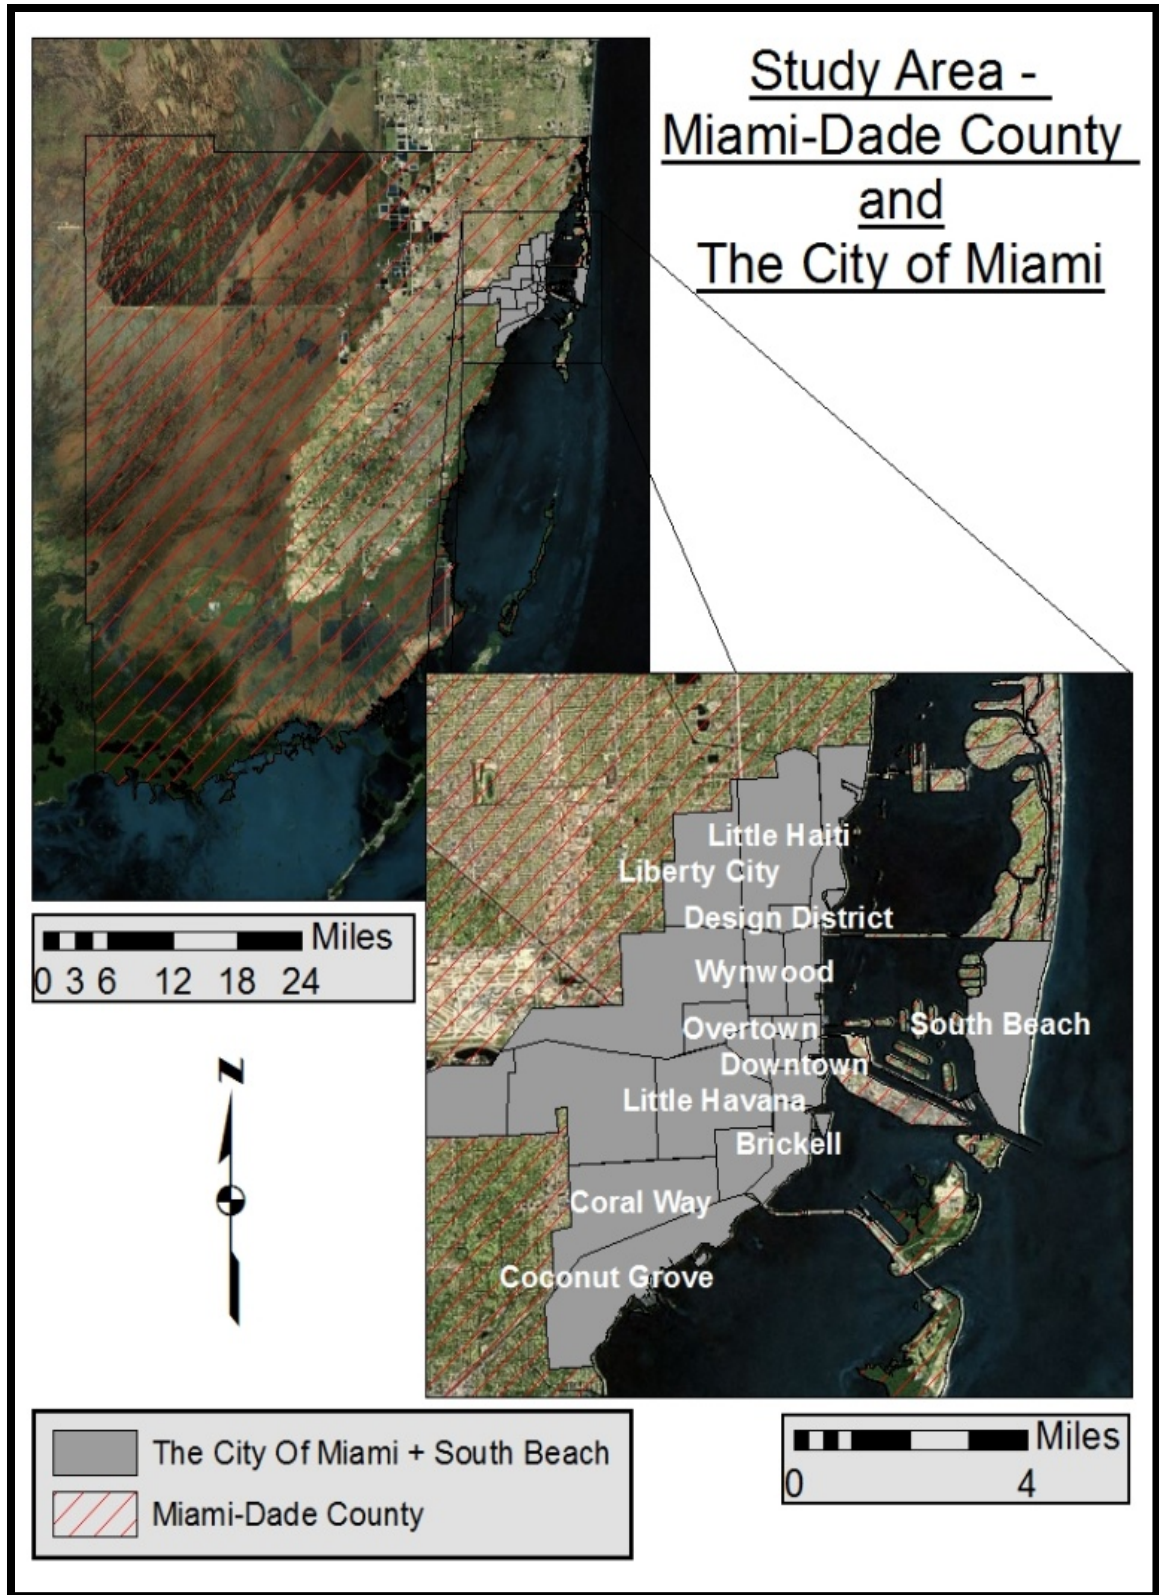 Study Area -
Miami-Dade County
and
The City of Miami
Miles
0 3 6 12 18 24
N
Little Haiti
Liberty City
Design District
Wynwood
Overtown
South Beach
Downtown
Little Havana
Brickell
Coral Way
Coconut Grove
The City Of Miami + South Beach
Miami-Dade County
Miles
0 4